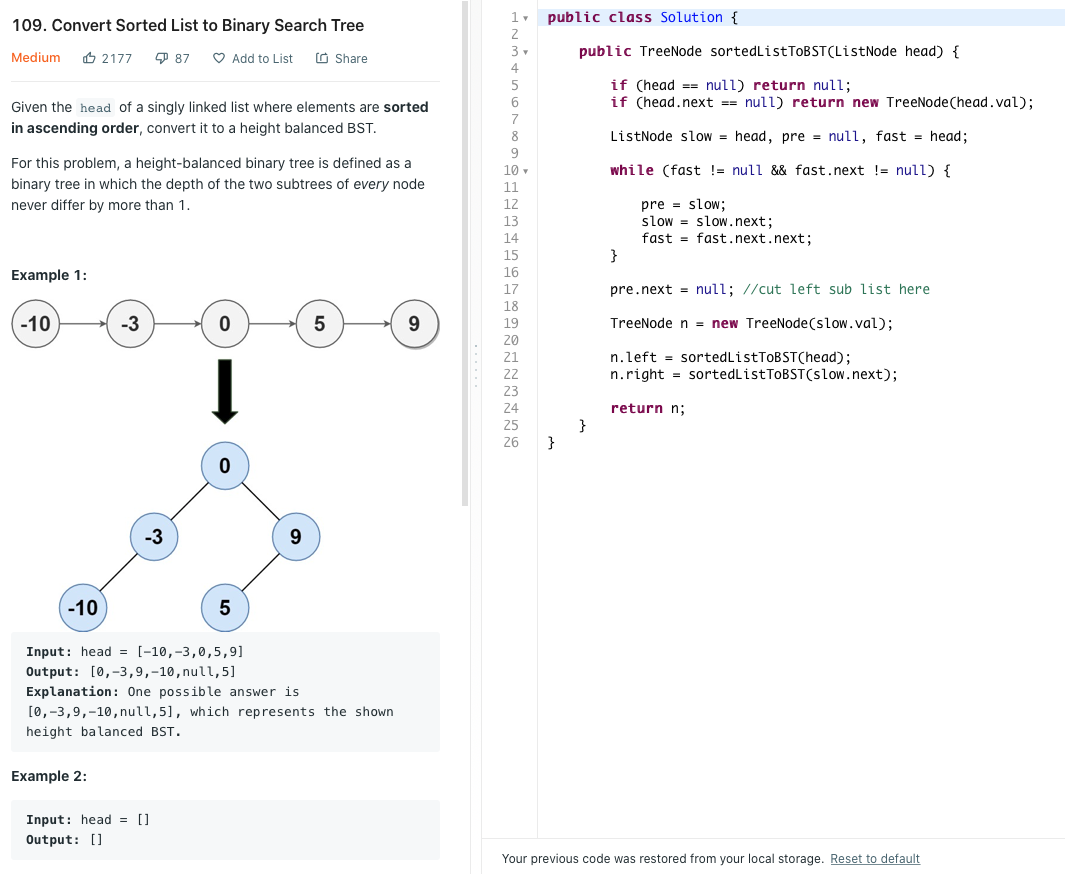 109. Convert Sorted List to Binary Search Tree
Medium 2177 87 Add to List Share
Given the head of a singly linked list where elements are sorted
in ascending order, convert it to a height balanced BST.
For this problem, a height-balanced binary tree is defined as a
binary tree in which the depth of the two subtrees of every node
never differ by more than 1.
Example 1:
-10 -3 0 5 9
0
-3 9
-10 5
Input: head = [-10,-3,0,5,9]
Output: [0,-3,9,-10,null,5]
Explanation: One possible answer is
[0,-3,9,-10,null,5], which represents the shown
height balanced BST.
Example 2:
Input: head = []
Output: []
1 public class Solution {
2
3 public TreeNode sortedListToBST(ListNode head) {
4
5 if (head == null) return null;
6 if (head.next == null) return new TreeNode(head.val);
7
8 ListNode slow = head, pre = null, fast = head;
9
10 while (fast != null && fast.next != null) {
11
12 pre = slow;
13 slow = slow.next;
14 fast = fast.next.next;
15 }
16
17 pre.next = null; //cut left sub list here
18
19 TreeNode n = new TreeNode(slow.val);
20
21 n.left = sortedListToBST(head);
22 n.right = sortedListToBST(slow.next);
23
24 return n;
25 }
26 }
Your previous code was restored from your local storage. Reset to default